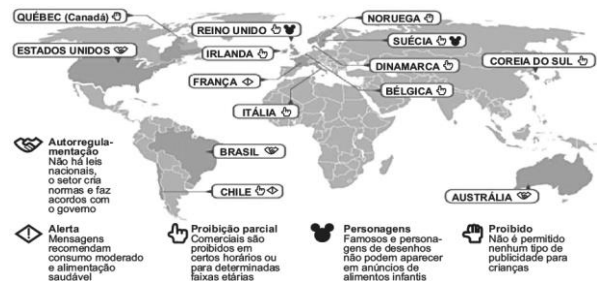 QUÉBEC (Canadá)
NORUEGA
REINO UNIDO
SUÉCIA
ESTADOS UNIDOS
IRLANDA
DINAMARCA
COREIA DO SUL
FRANÇA
BÉLGICA
ITÁLIA
BRASIL
CHILE
AUSTRÁLIA
Autorregula-
mentação
Não há leis
nacionais,
o setor cria
normas e faz
acordos com
o governo
Alerta
Mensagens
recomendam
consumo moderado
e alimentação
saudável
Proibição parcial
Comerciais são
proibidos em
certos horários ou
para determinadas
faixas etárias
Personagens
Famosos e persona-
gens de desenhos
não podem aparecer
em anúncios de
alimentos infantis
Proibido
Não é permitido
nenhum tipo de
publicidade para
crianças